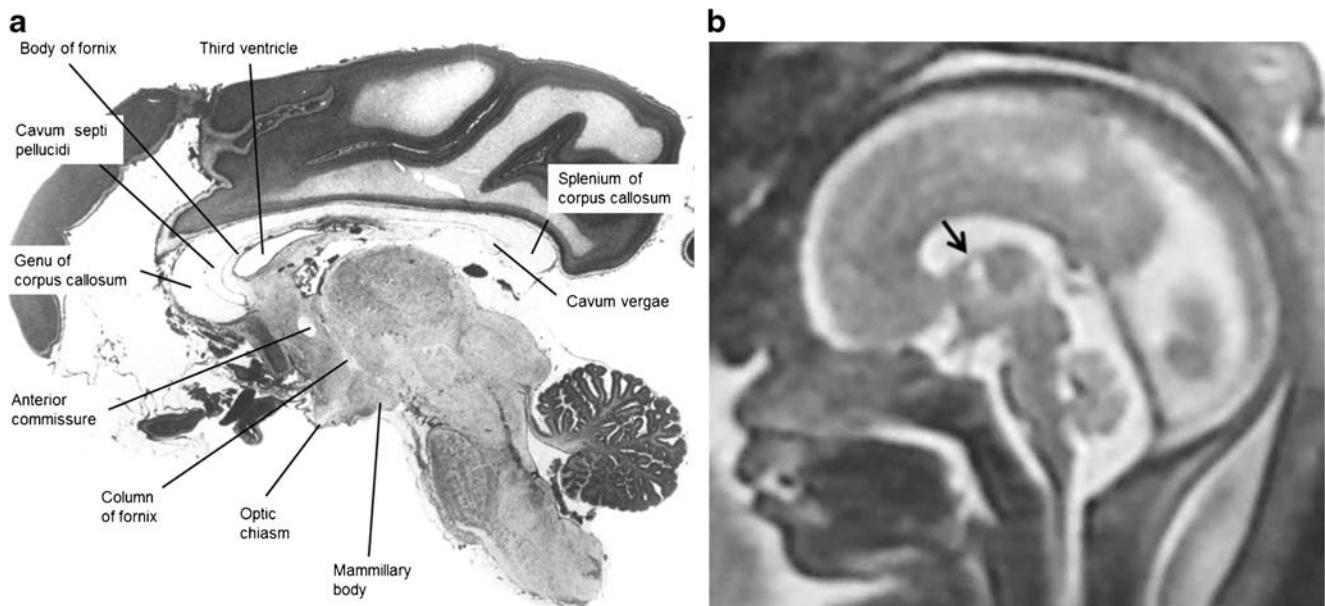 a
b
Body of fornix
Third ventricle
Cavum septi
pellucidi
Splenium of
corpus callosum
Genu of
corpus callosum
Cavum vergae
Anterior
commissure
Column
of fornix
Optic
chiasm
Mammillary
body